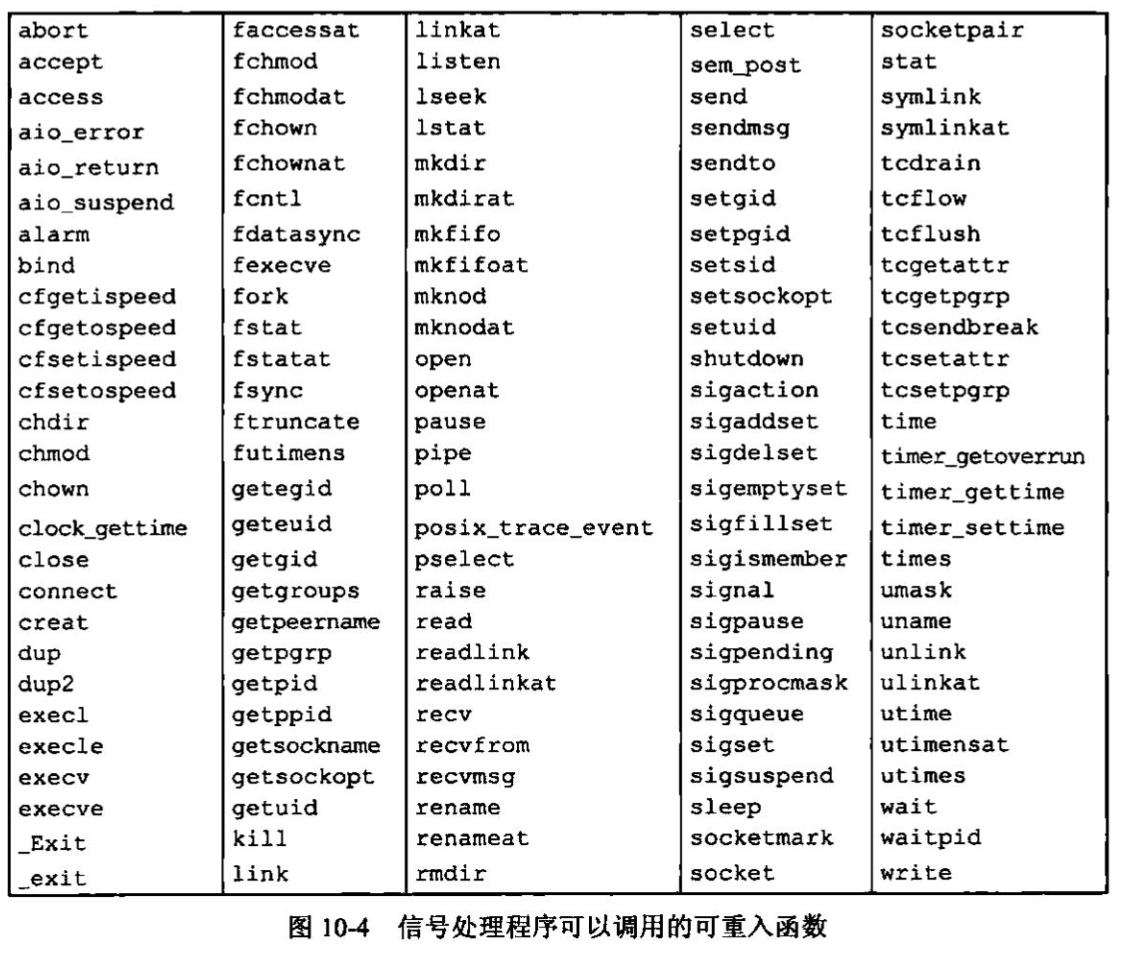 abort faccessat linkat select socketpair
accept fchmod listen sem_post stat
access fchmodat lseek send symlink
aio_error fchown lstat sendmsg symlinkat
aio_return fchownat mkdir sendto tcdrain
aio_suspend fcntl mkdirat setgid tcflow
alarm fdatasync mkfifo setpgid tcflush
bind fexecve mkfifoat setsid tcgetattr
cfgetispeed fork mknod setsockopt tcgetpgrp
cfgetospeed fstat mknodat setuid tcsendbreak
cfsetispeed fstatat open shutdown tcsetattr
cfsetospeed fsync openat sigaction tcsetpgrp
chdir ftruncate pause sigaddset time
chmod futimens pipe sigdelset timer_getoverrun
chown getegid poll sigemptyset timer_gettime
clock_gettime geteuid posix_trace_event sigfillset timer_settime
close getgid pselect sigismember times
connect getgroups raise signal umask
creat getpeername read sigpause uname
dup getpgrp readlink sigpending unlink
dup2 getpid readlinkat sigprocmask ulinkat
execl getppid recv sigqueue utime
execle getsockname recvfrom sigset utimensat
execv getsockopt recvmsg sigsuspend utimes
execve getuid rename sleep wait
_Exit kill renameat socketmark waitpid
_exit link rmdir socket write
图 10-4 信号处理程序可以调用的可重入函数